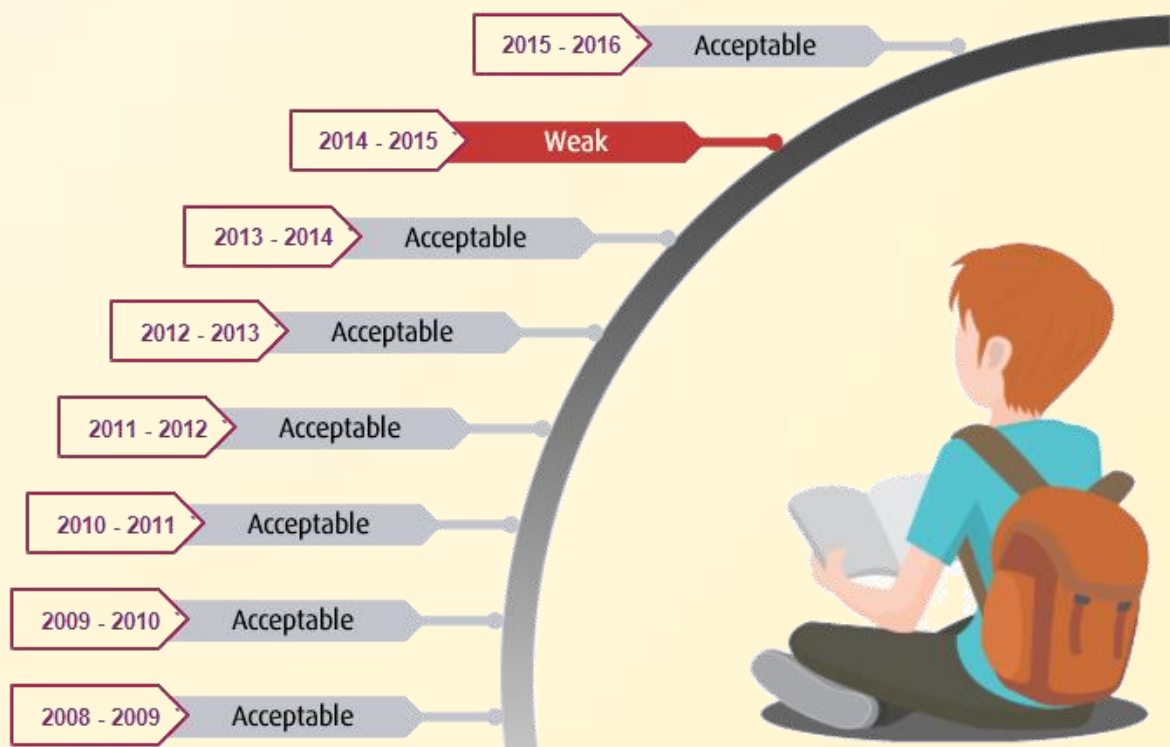 2015 - 2016 Acceptable
2014 - 2015 Weak
2013 - 2014 Acceptable
2012 - 2013 Acceptable
2011 - 2012 Acceptable
2010 - 2011 Acceptable
2009 - 2010 Acceptable
2008 - 2009 Acceptable